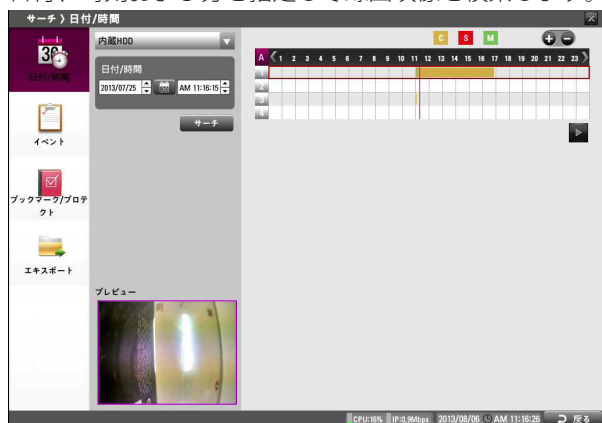 サーチ 〉日付/時間
日付/時間
イベント
ブックマーク/プロテ
クト
エキスポート
内蔵HDD
日付/時間
2013/07/25 AM 11:16:15
サーチ
プレビュー
C S M
A 1 2 3 4 5 6 7 8 9 10 11 12 13 14 15 16 17 18 19 20 21 22 23
1
2
3
4
CPU:16% IP:0.9Mbps 2013/08/06 AM 11:16:26 戻る